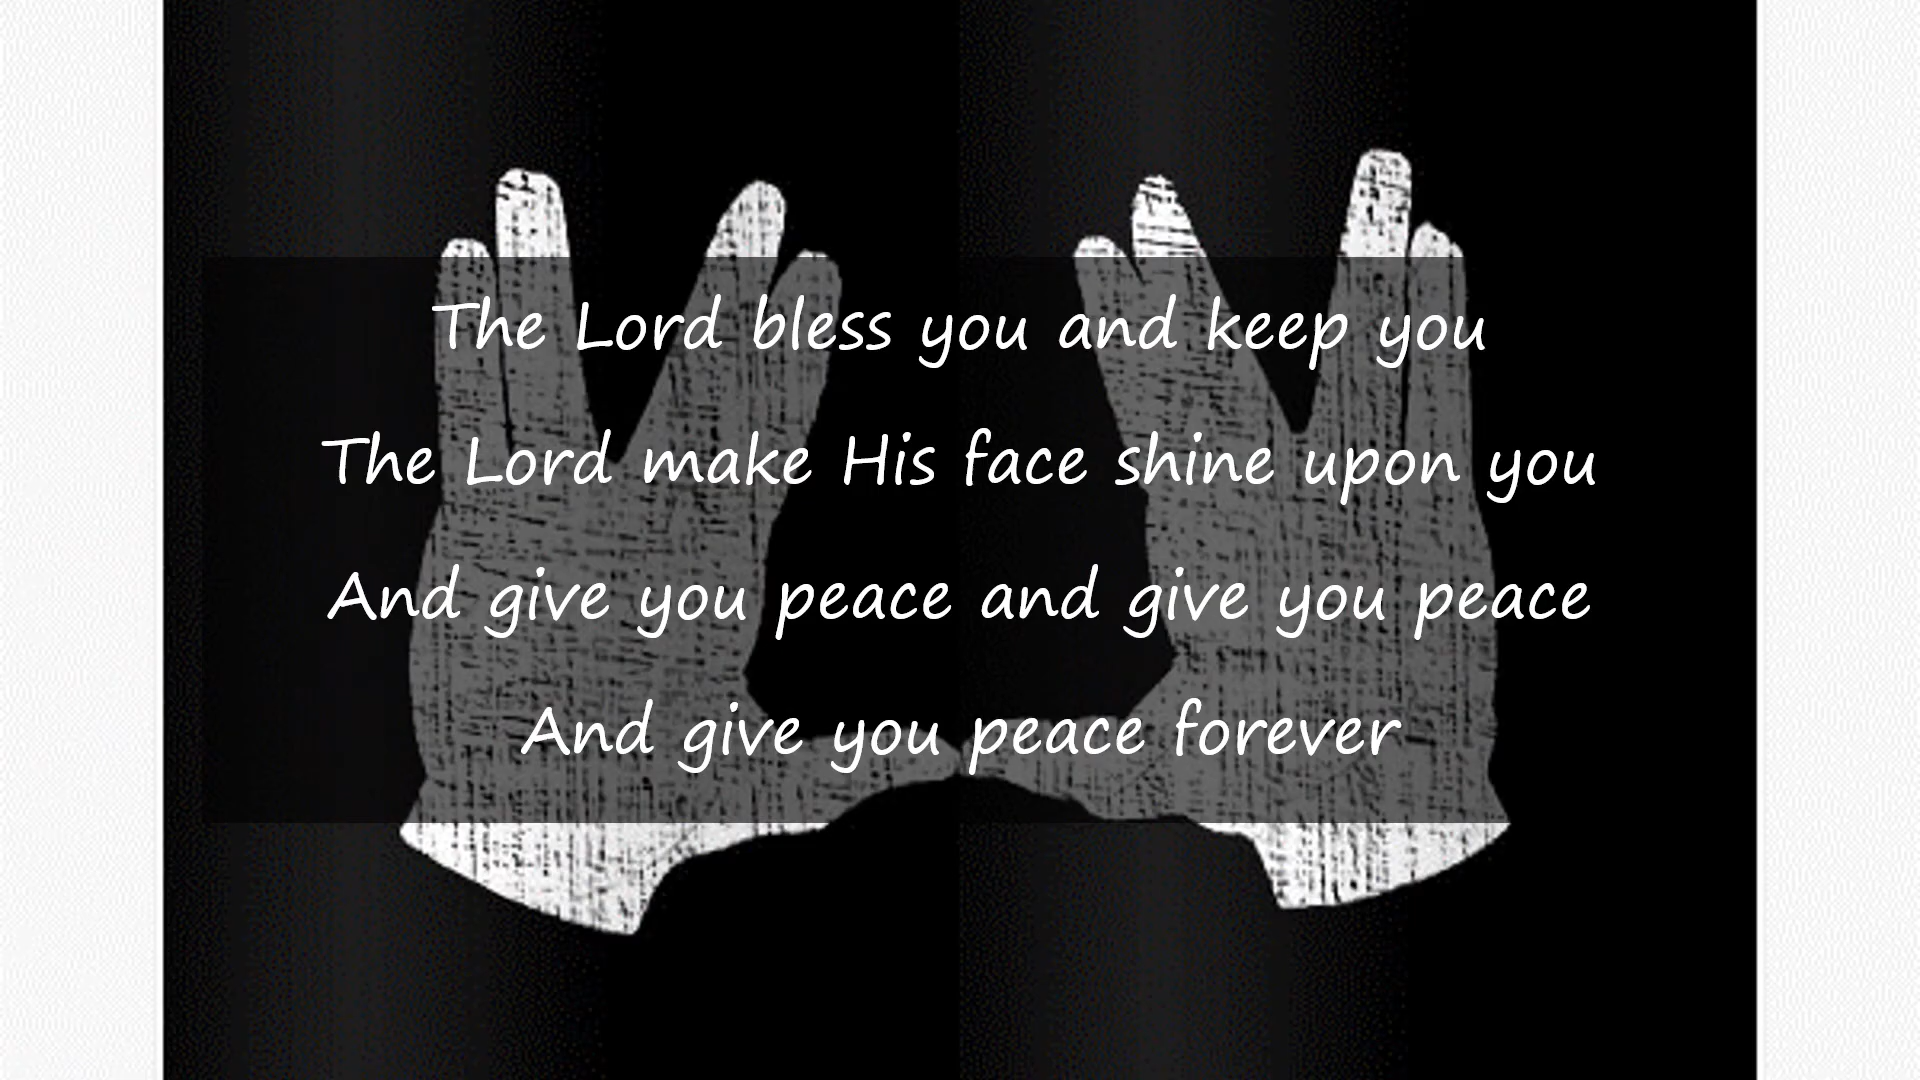 The Lord bless you and keep you
The Lord make His face shine upon you
And give you peace and give you peace
And give you peace forever